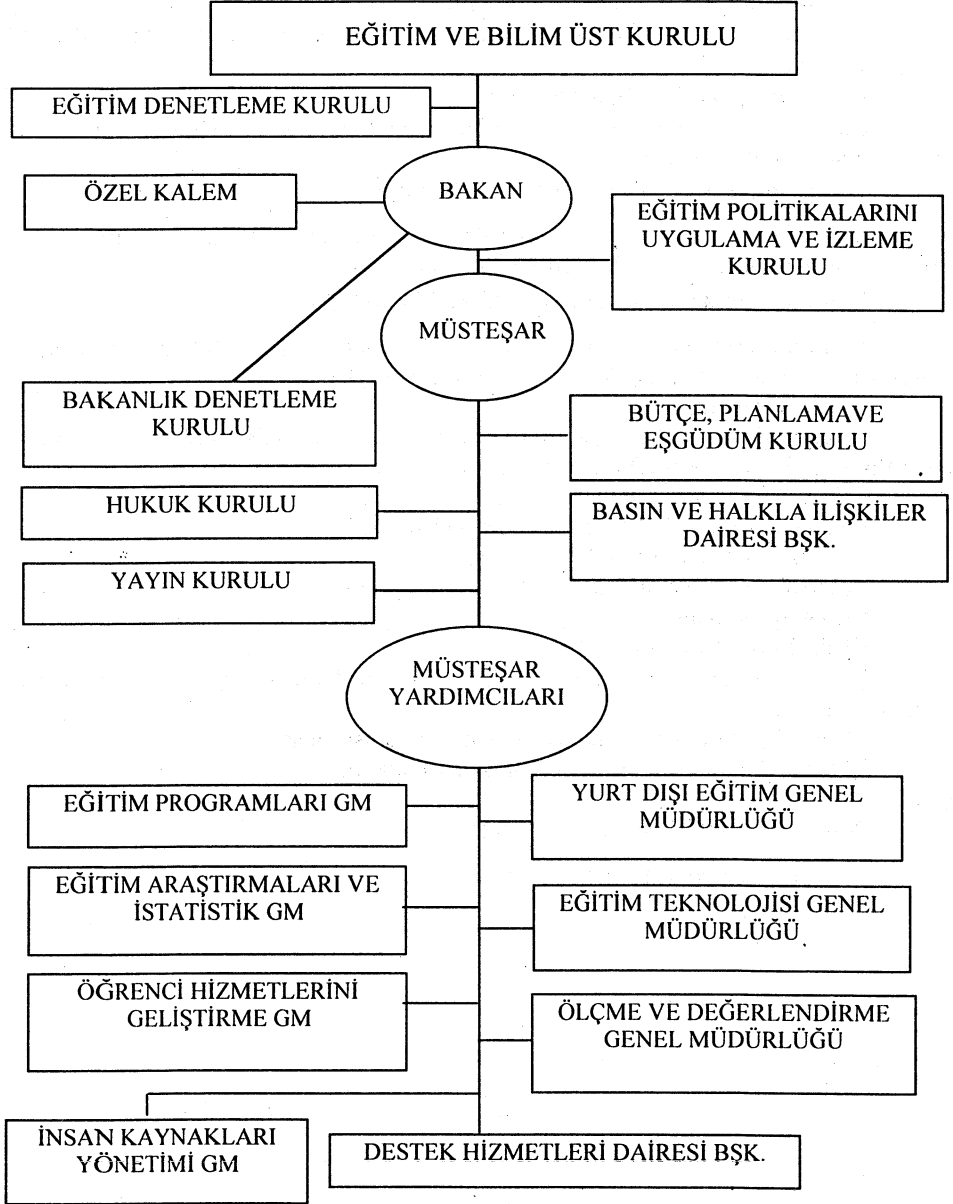 EĞİTİM VE BİLİM ÜST KURULU
EĞİTİM DENETLEME KURULU
BAKAN
ÖZEL KALEM
EĞİTİM POLİTİKALARINI
UYGULAMA VE İZLEME
KURULU
MÜSTEŞAR
BAKANLIK DENETLEME
KURULU
BÜTÇE, PLANLAMAVE
EŞGÜDÜM KURULU
HUKUK KURULU
BASIN VE HALKLA İLİŞKİLER
DAİRESİ BŞK.
YAYIN KURULU
MÜSTEŞAR
YARDIMCILARI
EĞİTİM PROGRAMLARI GM
YURT DIŞI EĞİTİM GENEL
MÜDÜRLÜĞÜ
EĞİTİM ARAŞTIRMALARI VE
İSTATİSTİK GM
EĞİTİM TEKNOLOJİSİ GENEL
MÜDÜRLÜĞÜ
ÖĞRENCİ HİZMETLERİNİ
GELİŞTİRME GM
ÖLÇME VE DEĞERLENDİRME
GENEL MÜDÜRLÜĞÜ
İNSAN KAYNAKLARI
YÖNETİMİ GM
DESTEK HİZMETLERİ DAİRESİ BŞK.